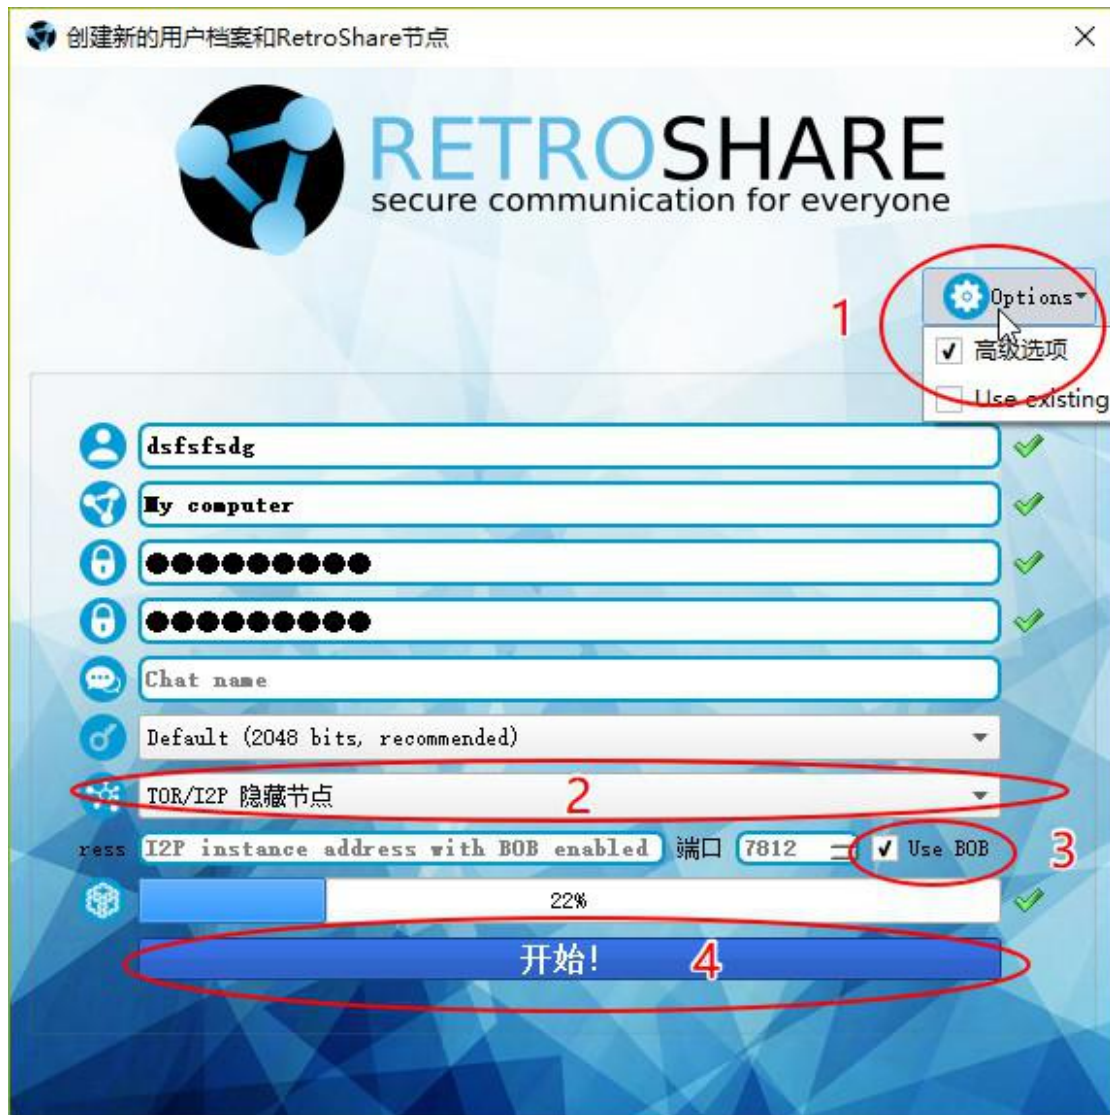 创建新的用户档案和RetroShare节点
RETROSHARE
secure communication for everyone
1
Options
高级选项
Use existing
dsfsfsdg
My computer
Chat name
Default (2048 bits, recommended)
TOR/I2P 隐藏节点
2
ress I2P instance address with BOB enabled 端口 7812 Use BOB
3
22%
开始!
4